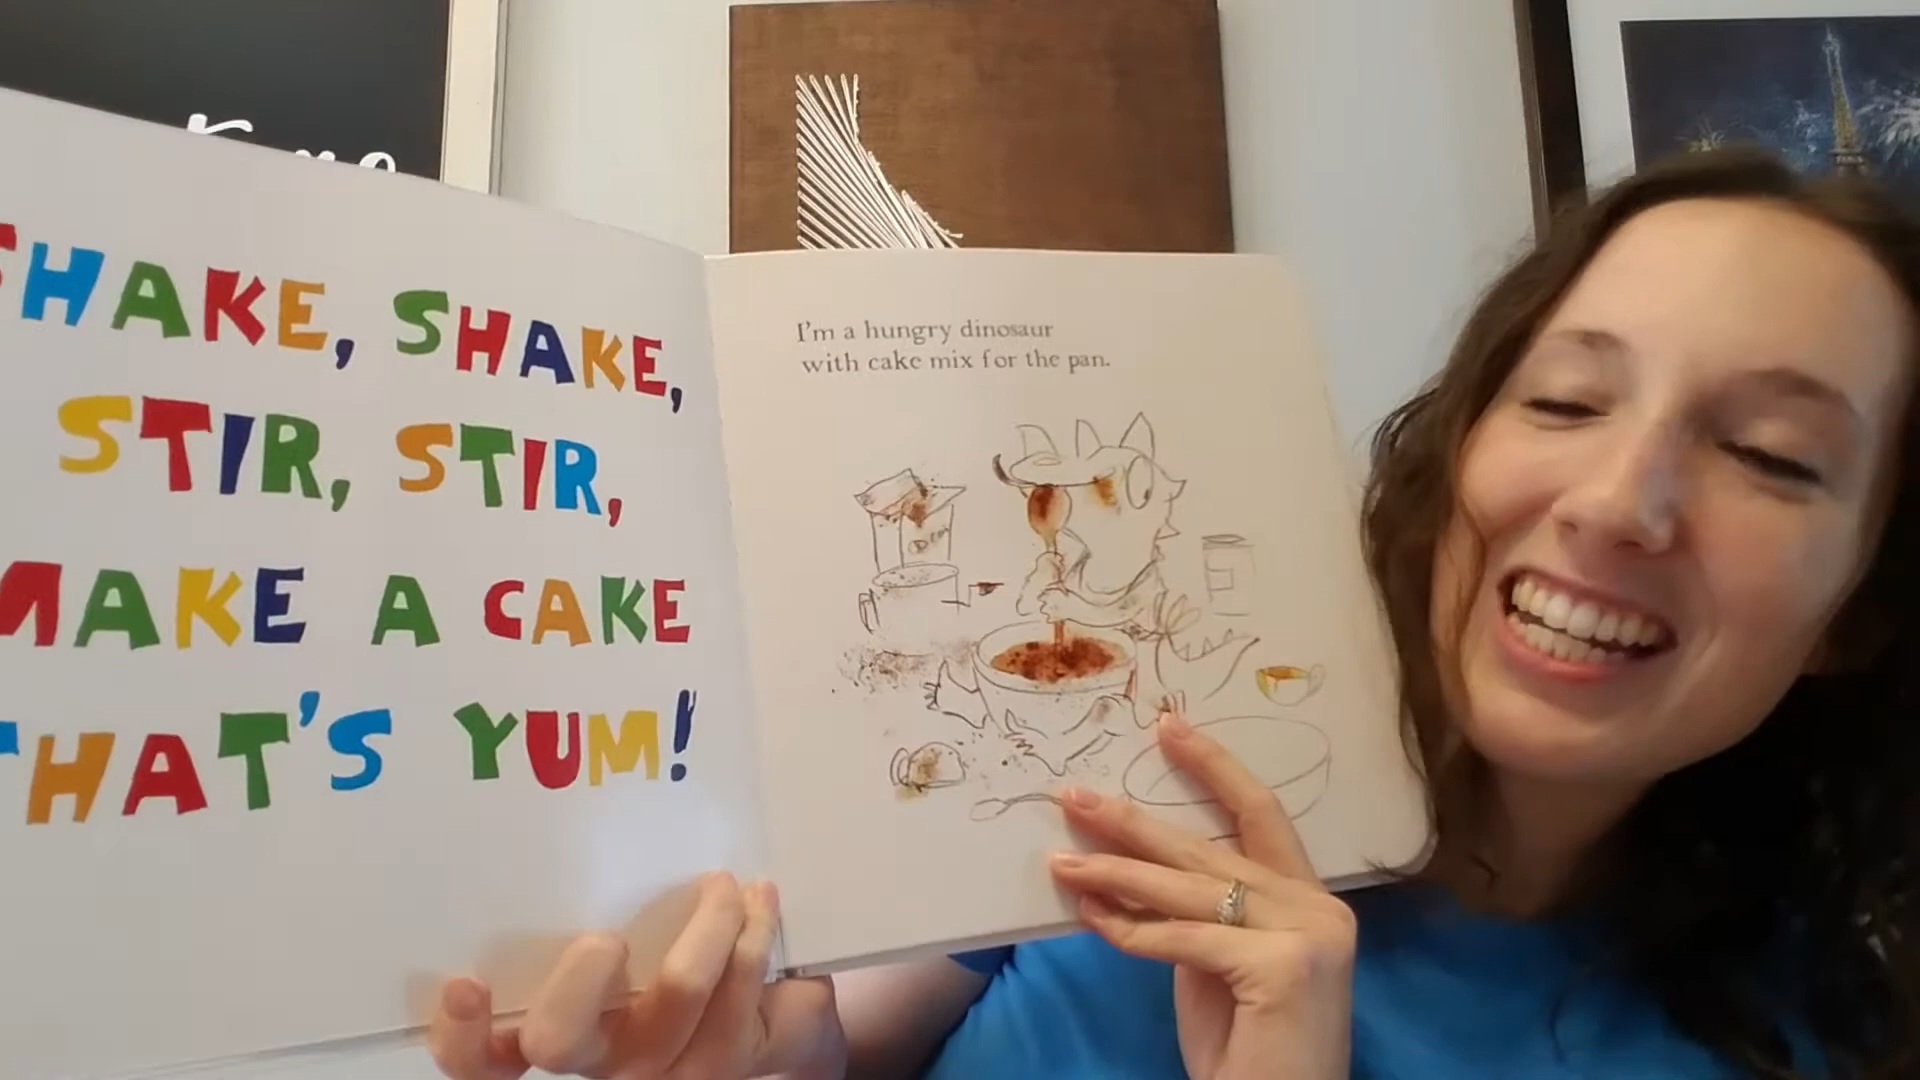 SHAKE, SHAKE,
STIR, STIR,
MAKE A CAKE
THAT'S YUM!
I'm a hungry dinosaur
with cake mix for the pan.